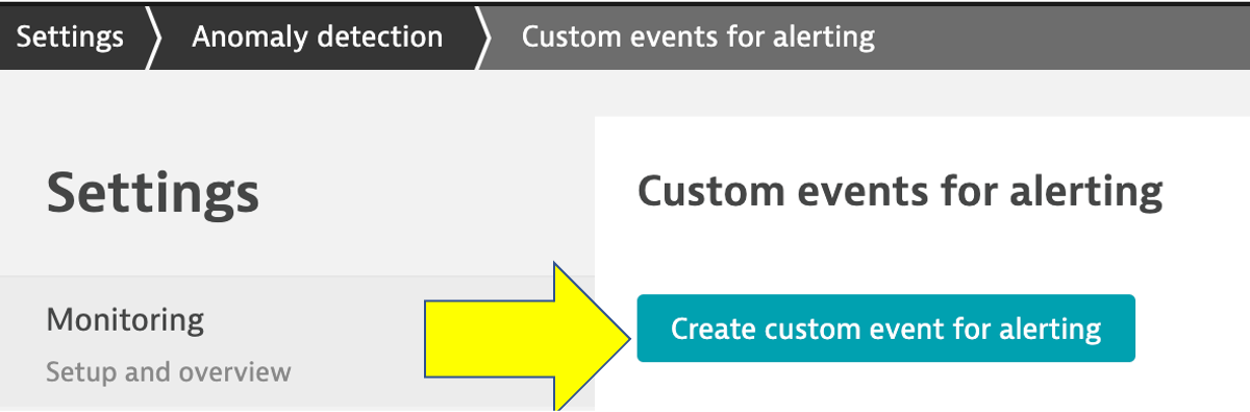 Settings Anomaly detection Custom events for alerting
Settings
Custom events for alerting
Monitoring
Setup and overview
Create custom event for alerting